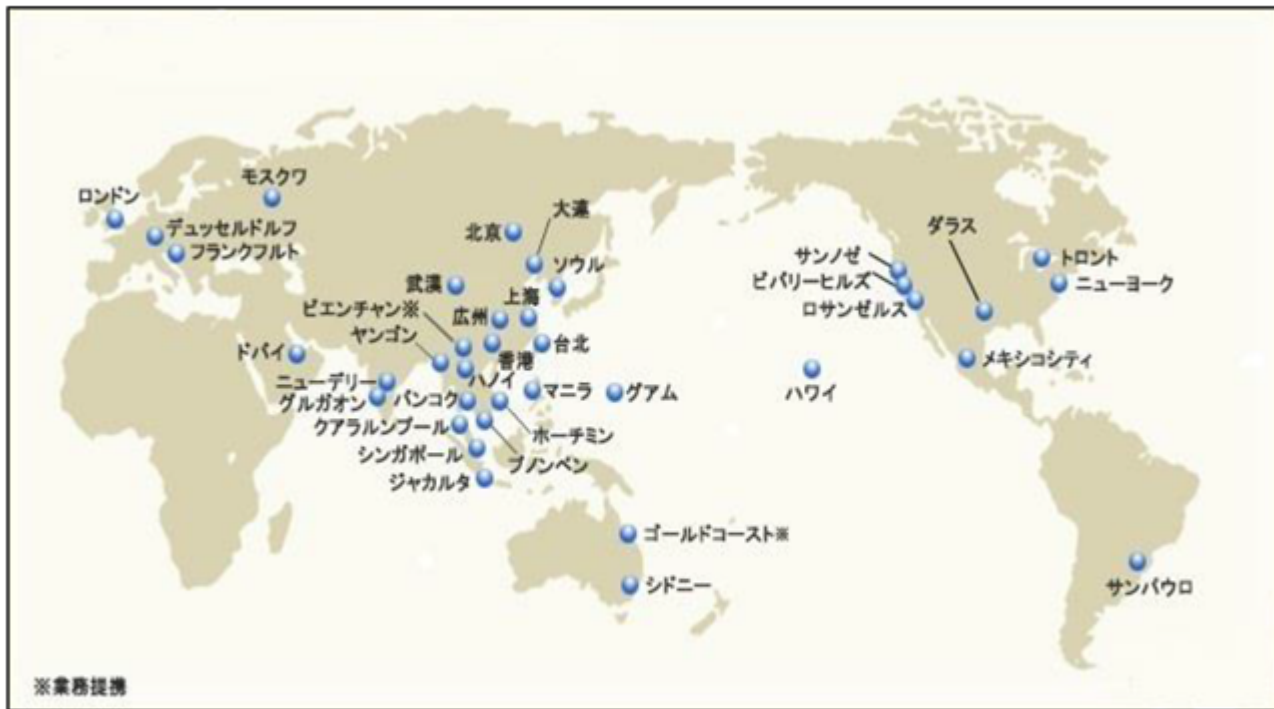 モスクワ
ロンドン
デュッセルドルフ
フランクフルト
大連
北京
ソウル
武漢
上海
ビエンチャン※
広州
ヤンゴン
台北
香港
ドバイ
ハノイ
ニューデリー
グルガオン
バンコク
マニラ
グアム
クアラルンプール
ホーチミン
シンガポール
プノンペン
ジャカルタ
ゴールドコースト※
シドニー
ダラス
サンノゼ
トロント
ビバリーヒルズ
ニューヨーク
ロサンゼルス
メキシコシティ
ハワイ
サンパウロ
※業務提携